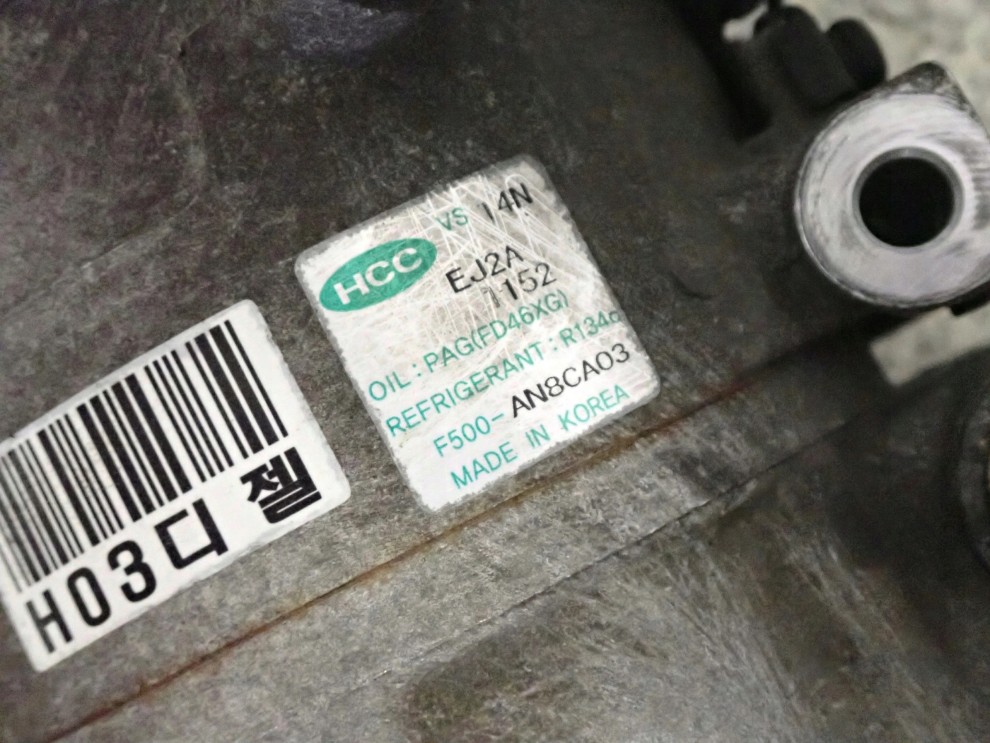 VS 14N
HCC
EJ2A
1152
OIL : PAG(FD46XG)
REFRIGERANT : R134a
F500-AN8CA03
MADE IN KOREA
H03디젤